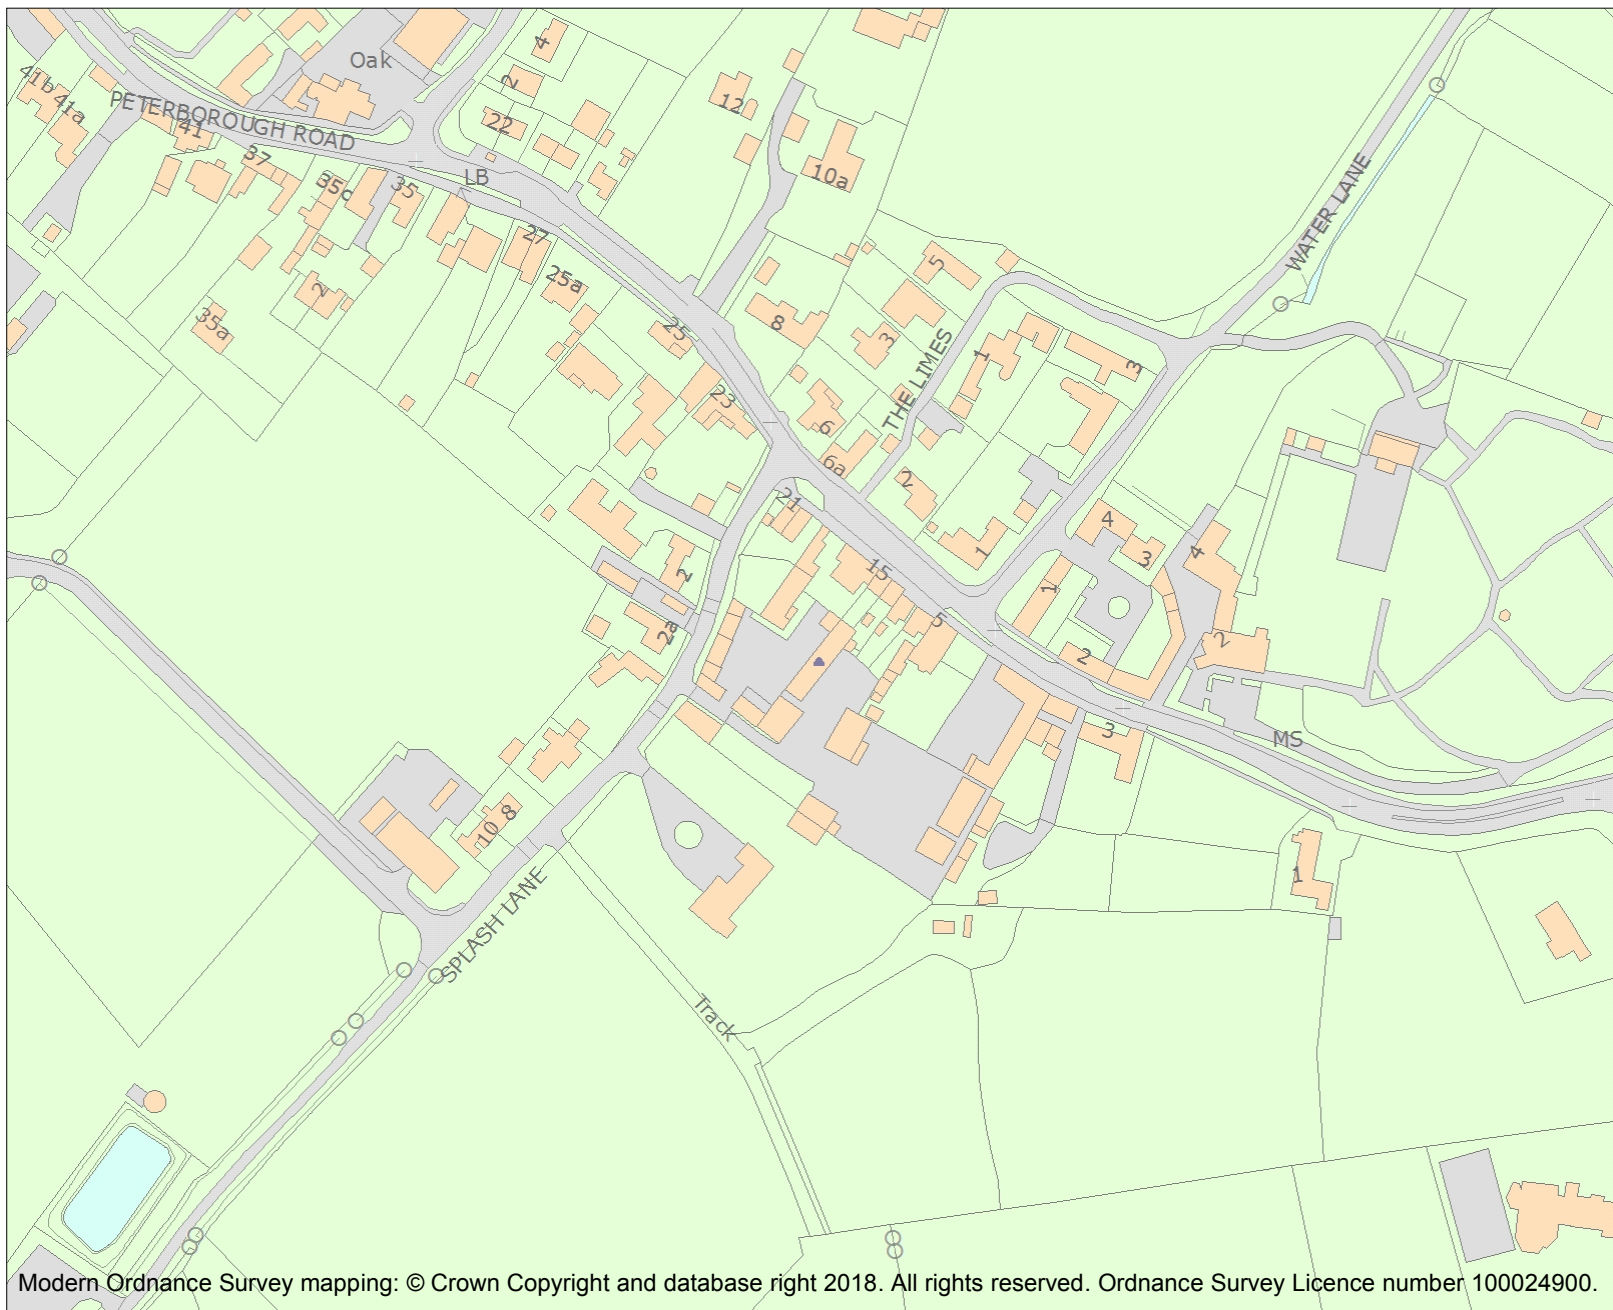 4
Oak
2
41b
41a
12
PETERBOROUGH ROAD
22
41
37
10a
LB
35c
35
WATER LANE
27
5
25a
2
35a
8
25
3
THE LIMES
1
3
23
6
6a
2
21
4
1
3
4
15
2
1
5
2a
2
2
3
MS
10
8
1
SPLASH LANE
Track
Modern Ordnance Survey mapping: © Crown Copyright and database right 2018. All rights reserved. Ordnance Survey Licence number 100024900.